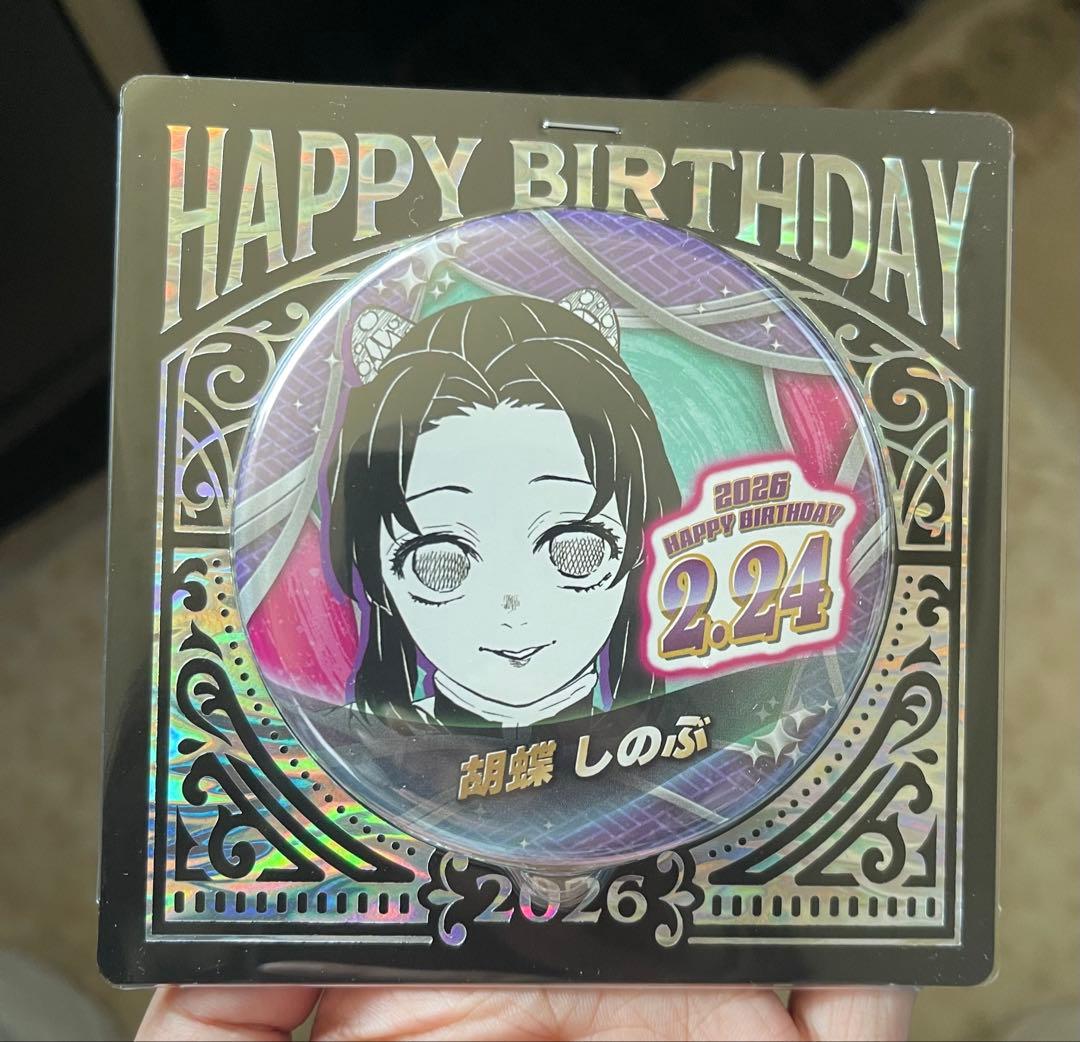 HAPPY BIRTHDAY
2026
HAPPY BIRTHDAY
2.24
胡蝶 しのぶ
2026